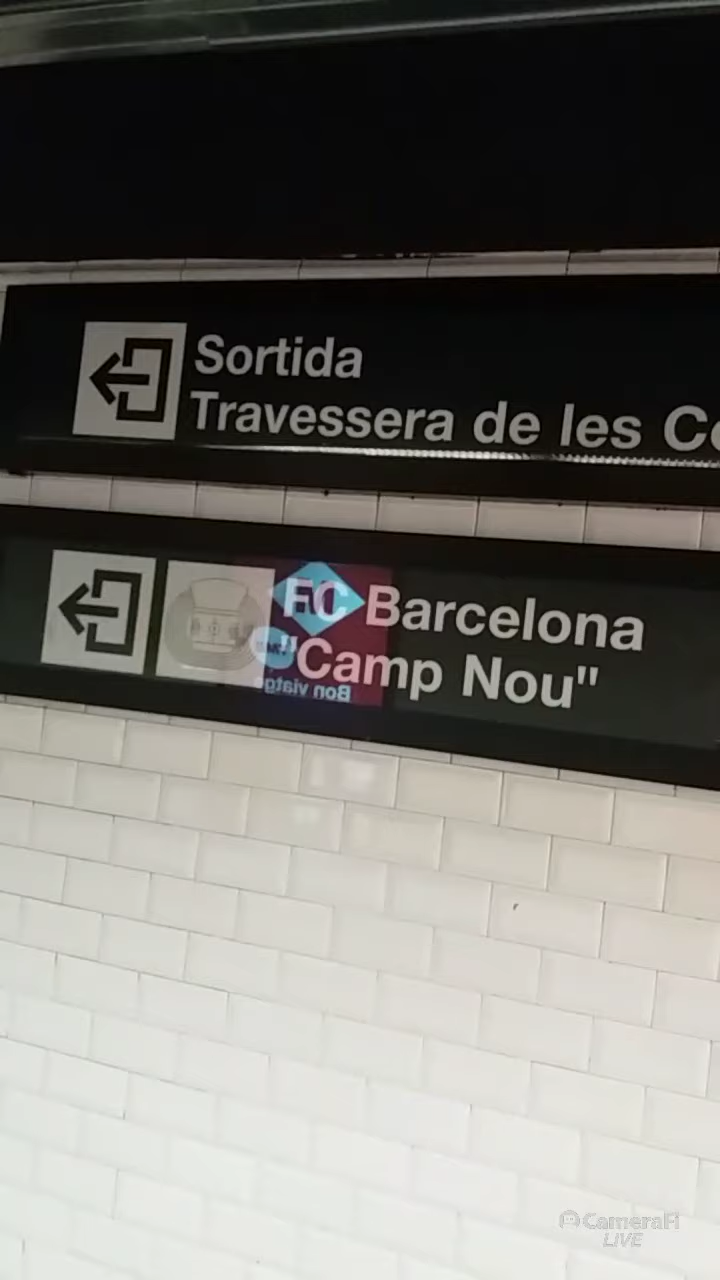 Sortida
Travessera de les
FC Barcelona
"Camp Nou"
Bon viatge
CameraFi
LIVE